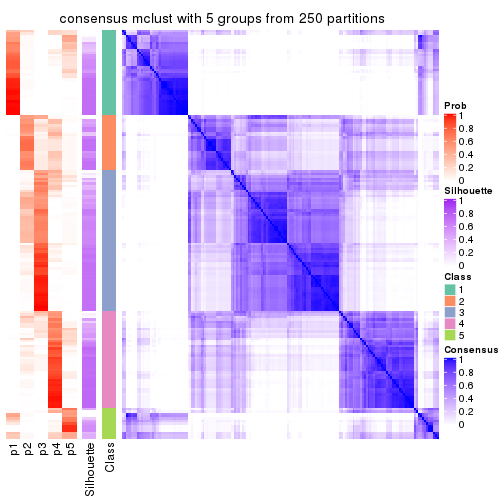 consensus mclust with 5 groups from 250 partitions
Prob
1
0.8
0.6
0.4
0.2
0
Silhouette
1
0.8
0.6
0.4
0.2
0
Class
1
2
3
4
5
Consensus
1
0.8
0.6
0.4
0.2
0
p1
p2
p3
p4
p5
Silhouette
Class